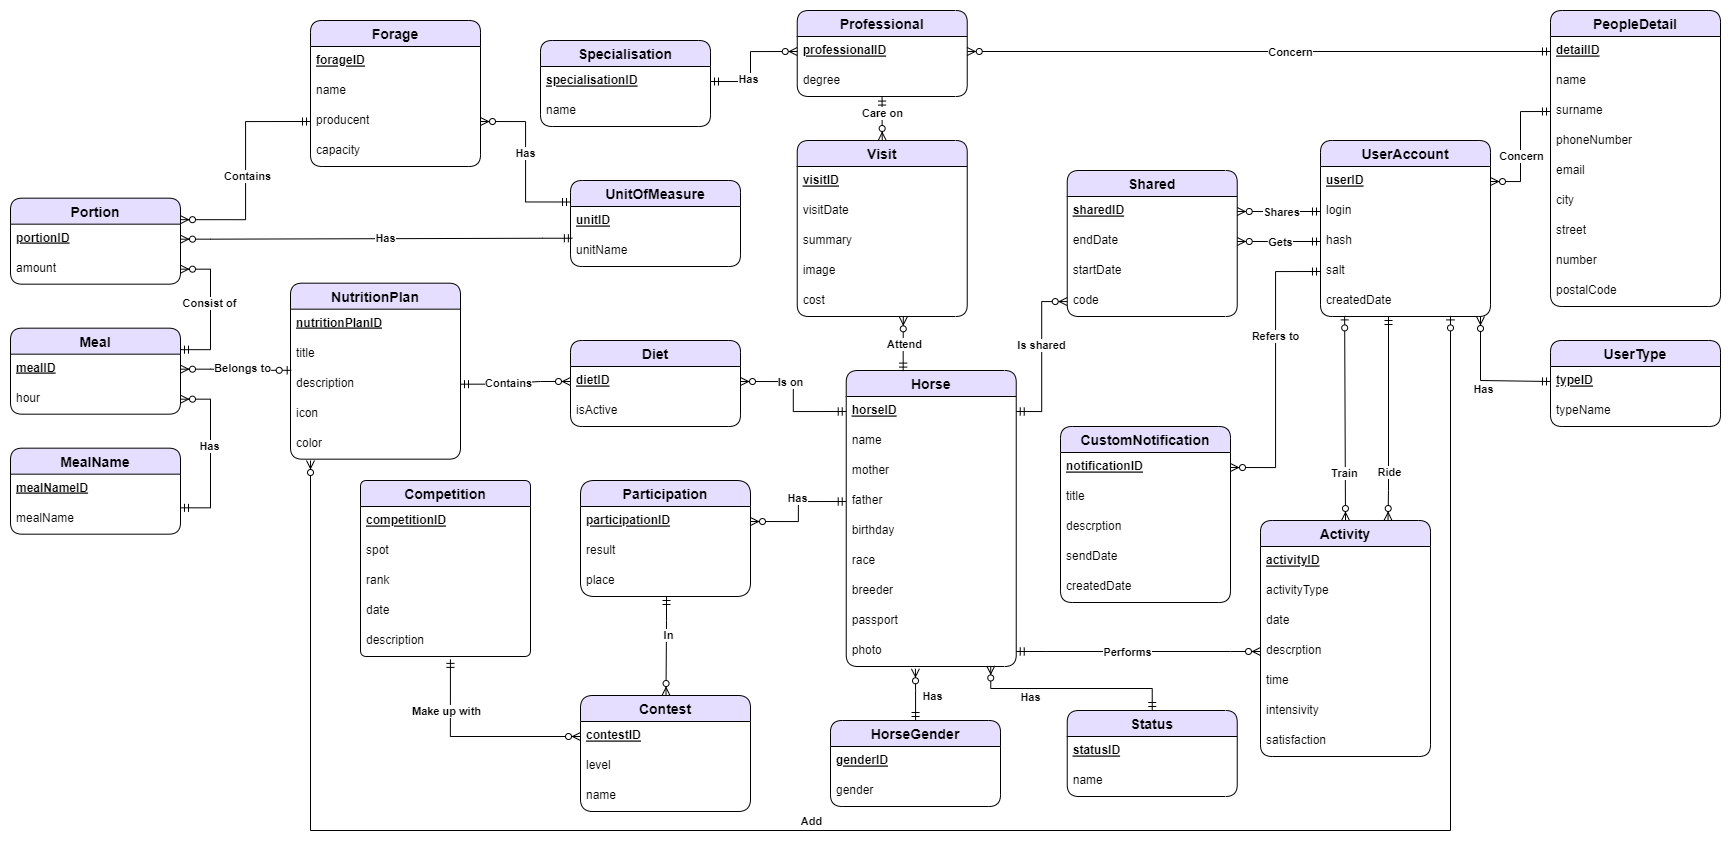 Forage
forageID
name
producent
capacity
Specialisation
specialisationID
name
Has
Professional
professionalID
degree
Concern
PeopleDetail
detailID
name
surname
phoneNumber
email
city
street
number
postalCode
Care on
Concern
Contains
Has
Portion
portionID
amount
Has
UnitOfMeasure
unitID
unitName
Visit
visitID
visitDate
summary
image
cost
Shared
sharedID
endDate
startDate
code
Shares
Gets
UserAccount
userID
login
hash
salt
createdDate
Consist of
NutritionPlan
nutritionPlanID
title
description
icon
color
Meal
mealID
hour
Belongs to
Contains
Diet
dietID
isActive
Is on
Attend
Is shared
Refers to
Has
UserType
typeID
typeName
Has
MealName
mealNameID
mealName
Horse
horseID
name
mother
father
birthday
race
breeder
passport
photo
CustomNotification
notificationID
title
descrption
sendDate
createdDate
Train
Ride
Competition
competitionID
spot
rank
date
description
Participation
participationID
result
place
Has
Activity
activityID
activityType
date
descrption
time
intensivity
satisfaction
Performs
In
Make up with
Contest
contestID
level
name
Has
HorseGender
genderID
gender
Has
Status
statusID
name
Add